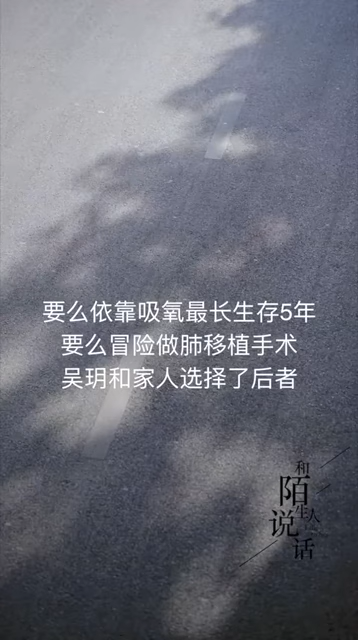 要么依靠吸氧最长生存5年
要么冒险做肺移植手术
吴玥和家人选择了后者
和
陌生人
说
话